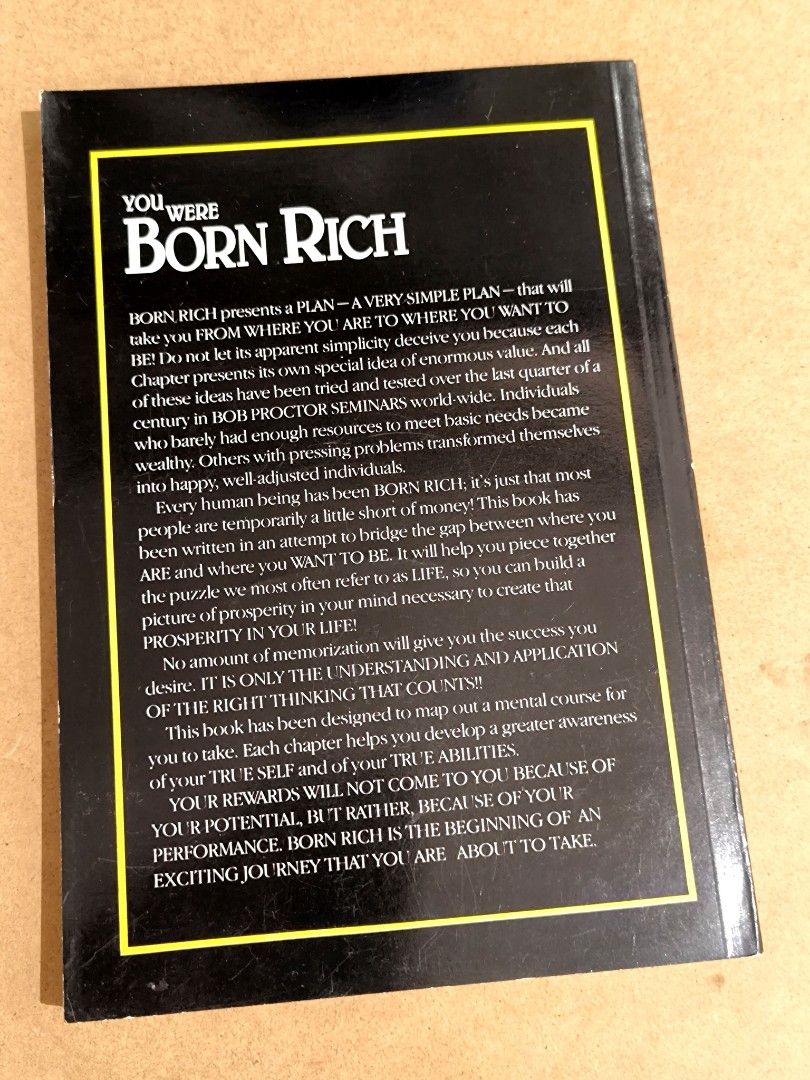 YOU WERE
BORN RICH
BORN RICH presents a PLAN — A VERY SIMPLE PLAN — that will
take you FROM WHERE YOU ARE TO WHERE YOU WANT TO
BE! Do not let its apparent simplicity deceive you because each
Chapter presents its own special idea of enormous value. And all
of these ideas have been tried and tested over the last quarter of a
century in BOB PROCTOR SEMINARS world-wide. Individuals
who barely had enough resources to meet basic needs became
wealthy. Others with pressing problems transformed themselves
into happy, well-adjusted individuals.
Every human being has been BORN RICH; it's just that most
people are temporarily a little short of money! This book has
been written in an attempt to bridge the gap between where you
ARE and where you WANT TO BE. It will help you piece together
the puzzle we most often refer to as LIFE, so you can build a
picture of prosperity in your mind necessary to create that
PROSPERITY IN YOUR LIFE!
No amount of memorization will give you the success you
desire. IT IS ONLY THE UNDERSTANDING AND APPLICATION
OF THE RIGHT THINKING THAT COUNTS!!
This book has been designed to map out a mental course for
you to take. Each chapter helps you develop a greater awareness
of your TRUE SELF and of your TRUE ABILITIES.
YOUR REWARDS WILL NOT COME TO YOU BECAUSE OF
YOUR POTENTIAL, BUT RATHER, BECAUSE OF YOUR
PERFORMANCE. BORN RICH IS THE BEGINNING OF AN
EXCITING JOURNEY THAT YOU ARE ABOUT TO TAKE.